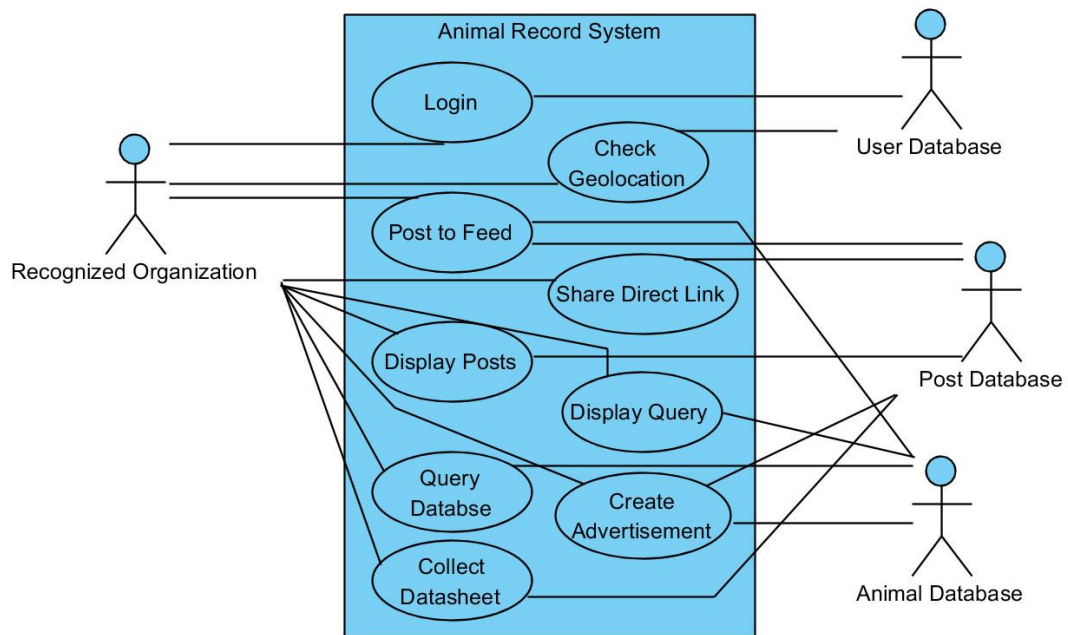 Animal Record System
Login
User Database
Check
Geolocation
Post to Feed
Recognized Organization
Share Direct Link
Display Posts
Post Database
Display Query
Query
Databse
Create
Advertisement
Collect
Datasheet
Animal Database